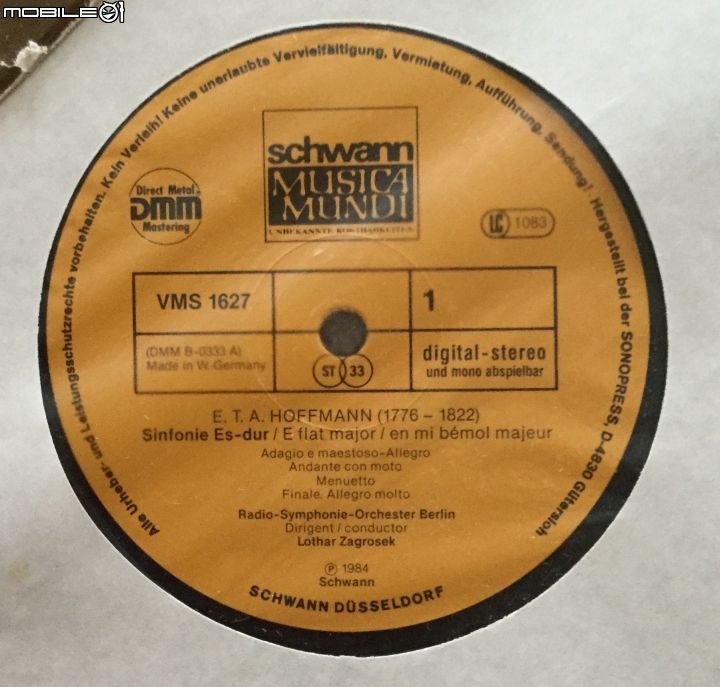 MOBILE01
Alle Urheber- und Leistungsschutzrechte vorbehalten. Kein Verleih! Keine unerlaubte Vervielfältigung, Vermietung, Aufführung, Sendung! · Hergestellt bei der SONOPRESS, D-4830 Gütersloh
schwann
MUSICA
MUNDI
UNBEKANNTE KOSTBARKEITEN
Direct Metal
DMM
Mastering
LC 1083
VMS 1627
1
(DMM B-0333 A)
Made in W. Germany
ST 33
digital-stereo
und mono abspielbar
E. T. A. HOFFMANN (1776 – 1822)
Sinfonie Es-dur / E flat major / en mi bémol majeur
Adagio e maestoso-Allegro
Andante con moto
Menuetto
Finale. Allegro molto
Radio-Symphonie-Orchester Berlin
Dirigent / conductor
Lothar Zagrosek
℗ 1984
Schwann
SCHWANN DÜSSELDORF